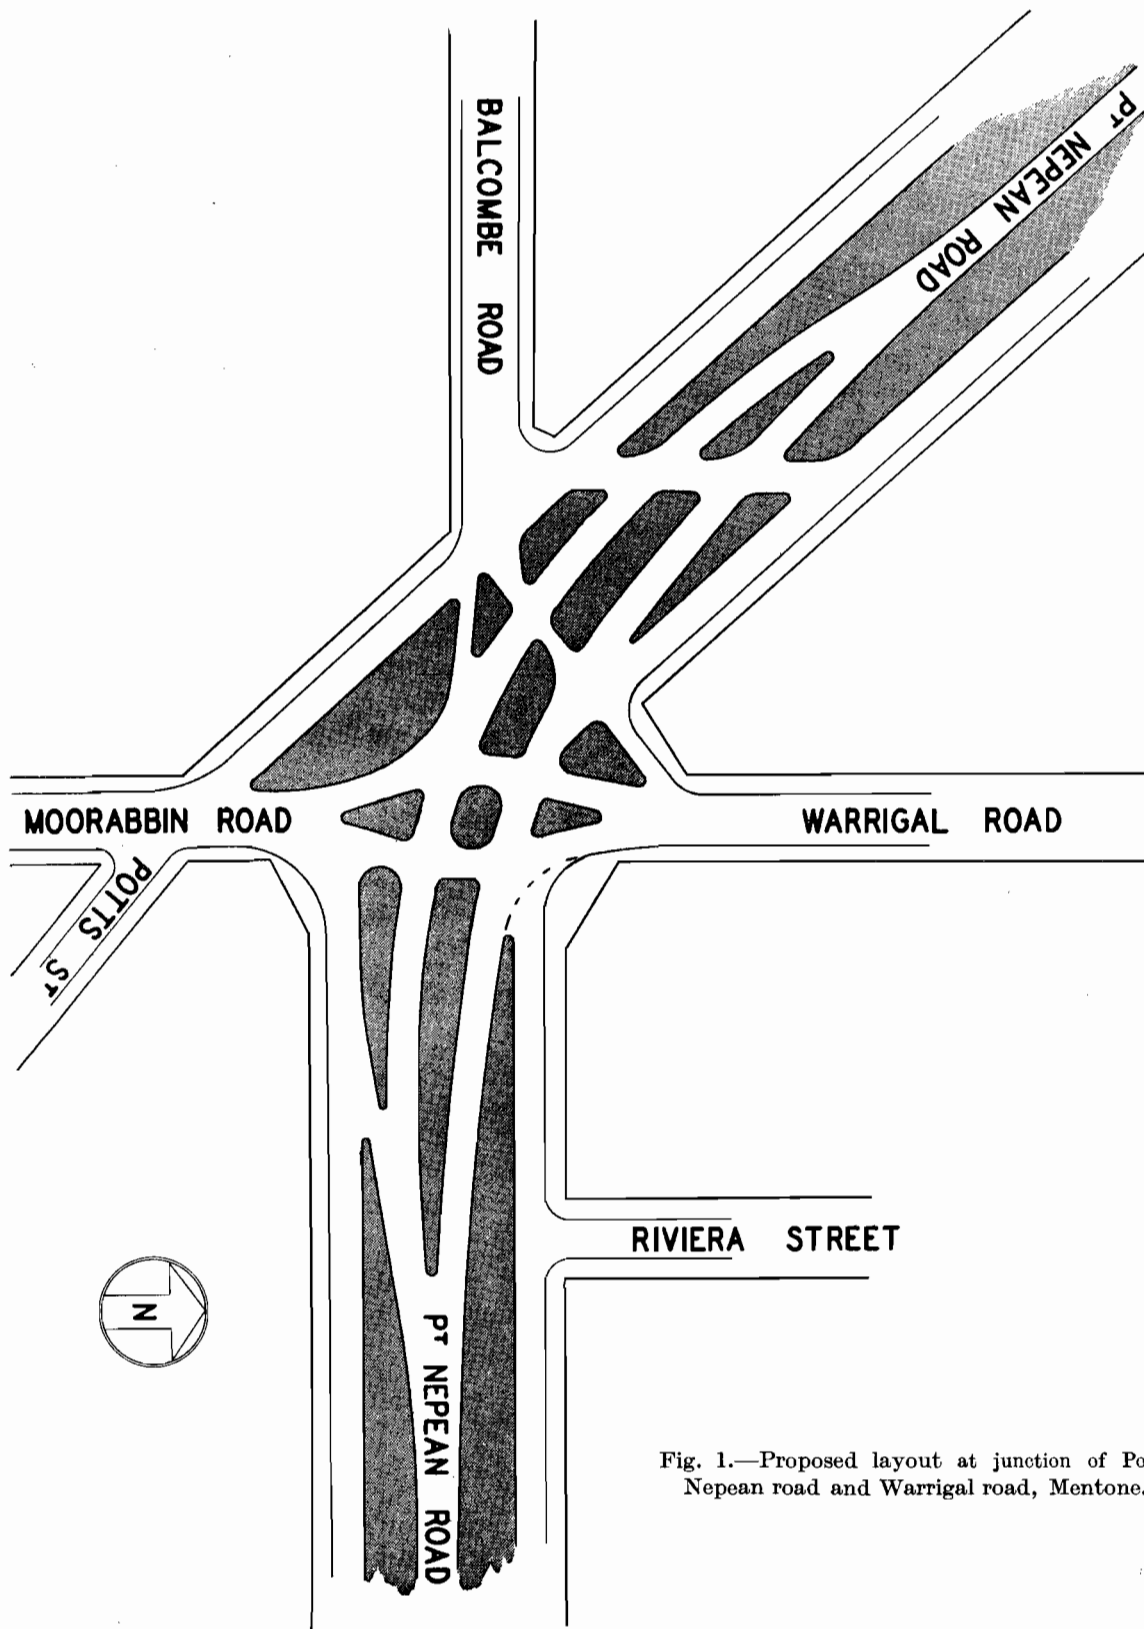 BALCOMBE ROAD
PT NEPEAN ROAD
MOORABBIN ROAD
WARRIGAL ROAD
POTTS ST
RIVIERA STREET
N
PT NEPEAN ROAD
Fig. 1.—Proposed layout at junction of
Nepean road and Warrigal road, Mentone.